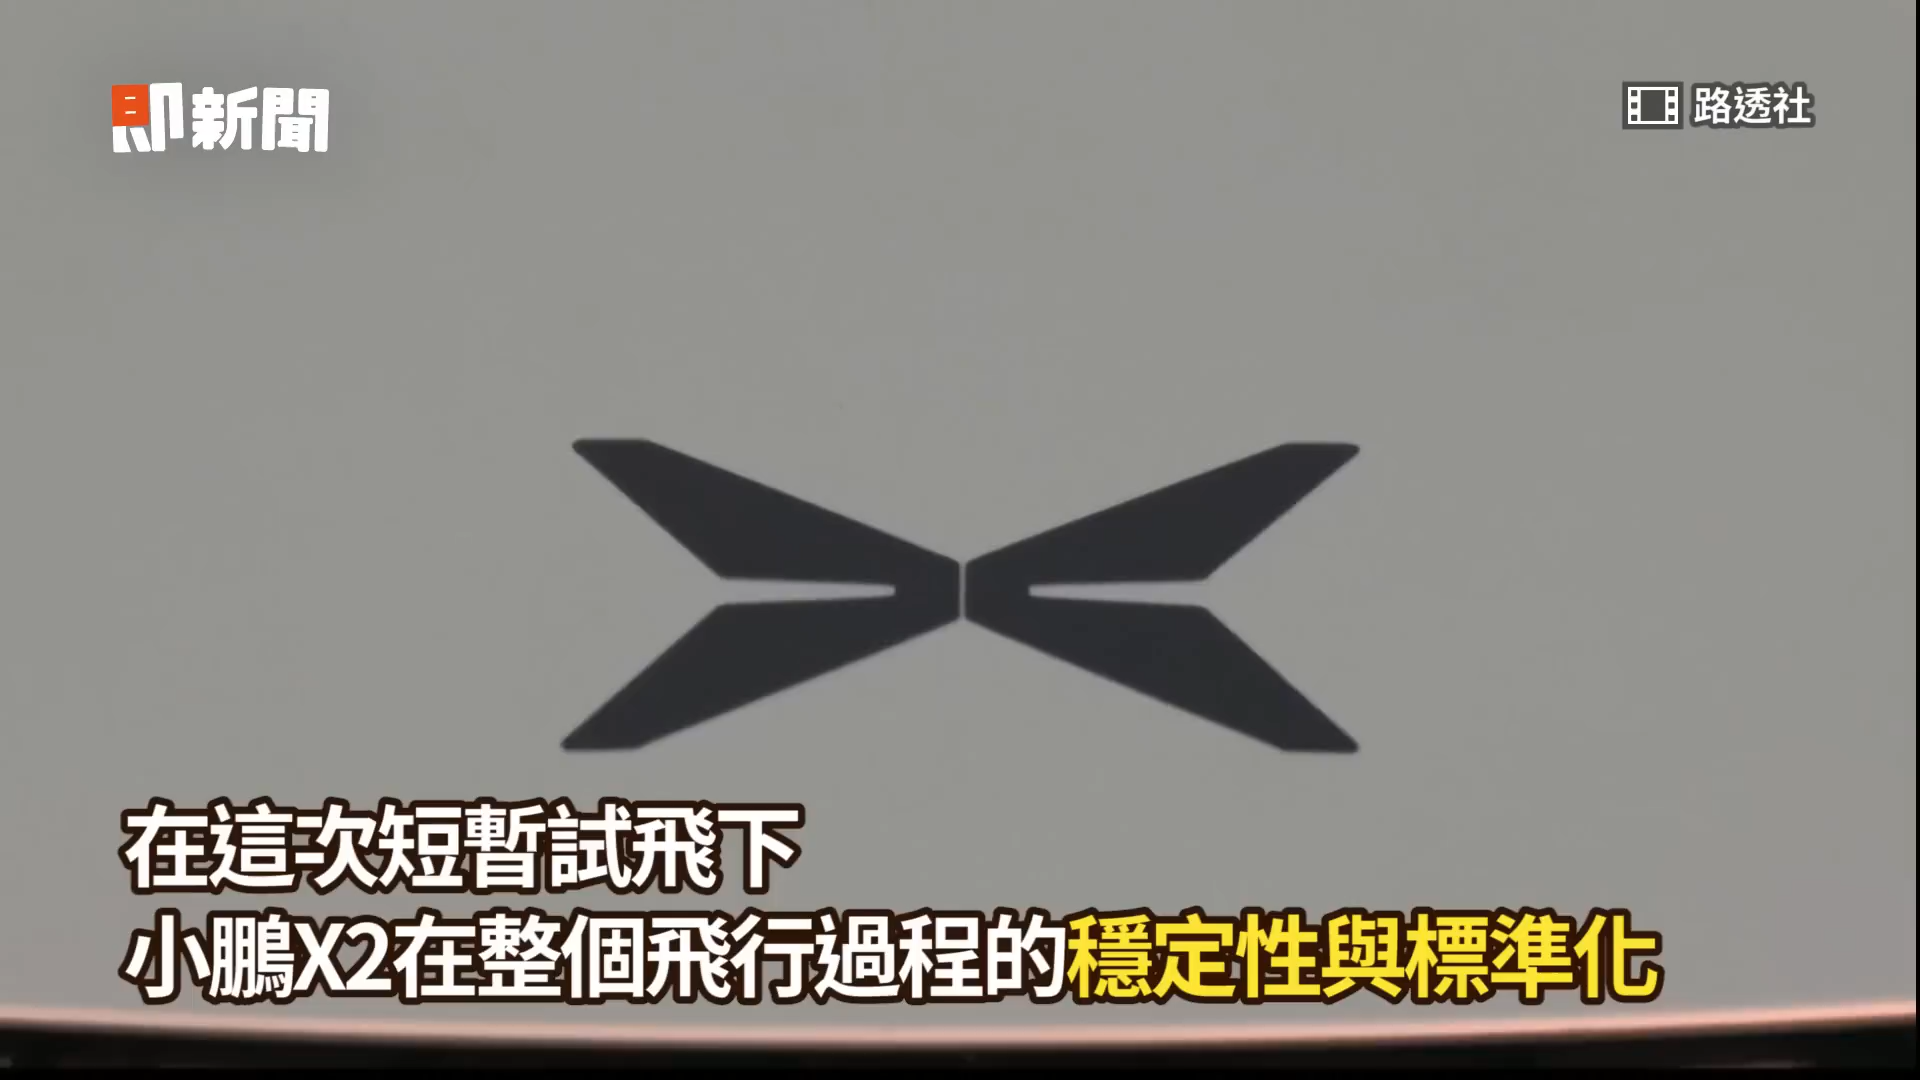 即新聞
路透社
在這次短暫試飛下
小鵬X2在整個飛行過程的穩定性與標準化